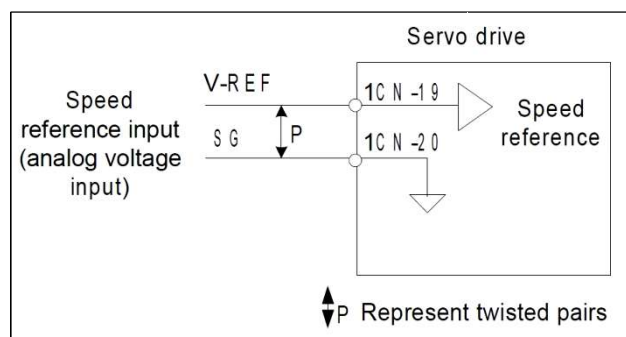 Servo drive
V-REF
1CN-19
Speed
reference input
(analog voltage
input)
Speed
reference
SG
P
1CN-20
P Represent twisted pairs